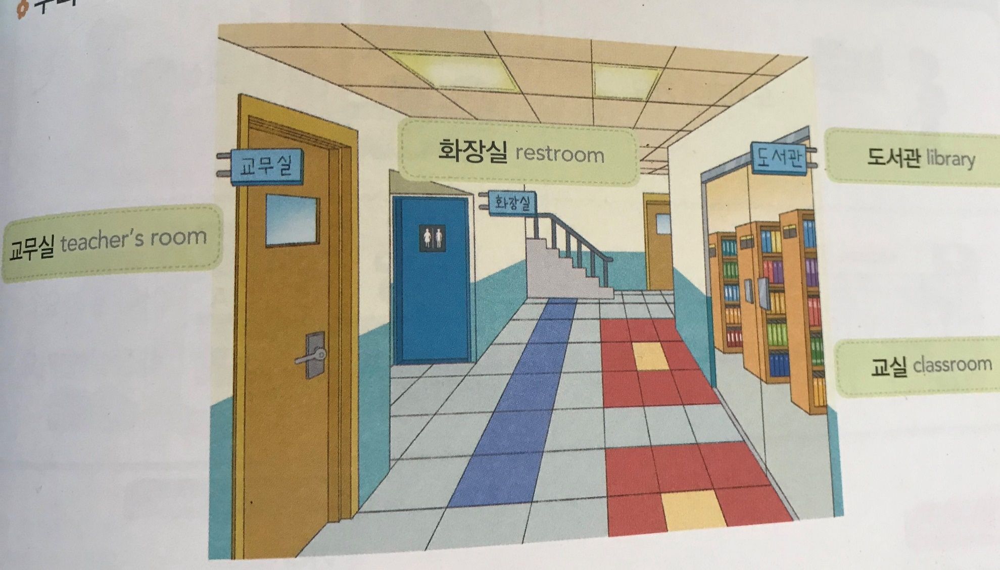 화장실 restroom
도서관 library
교무실
도서관
화장실
교무실 teacher's room
교실 classroom